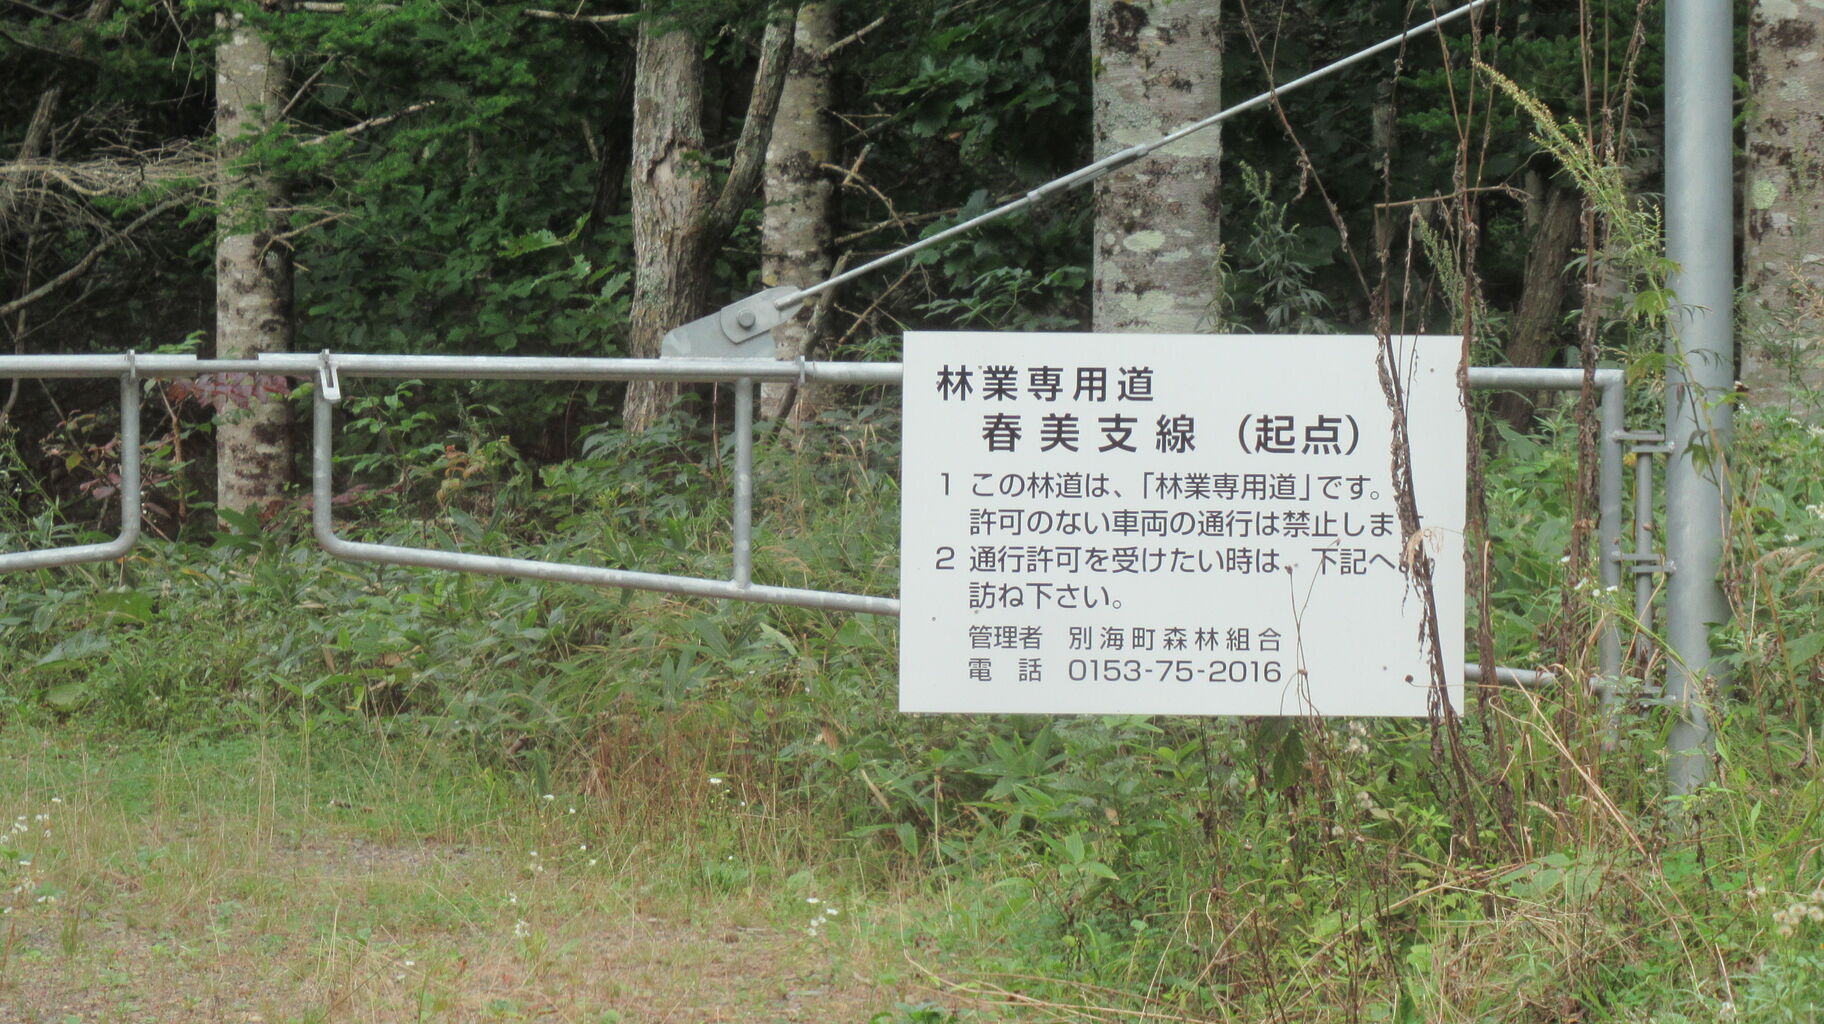 林業専用道
春美支線 （起点）
1 この林道は、「林業専用道」です。
許可のない車両の通行は禁止しま
2 通行許可を受けたい時は、下記へ
訪ね下さい。
管理者 別海町森林組合
電 話 0153-75-2016